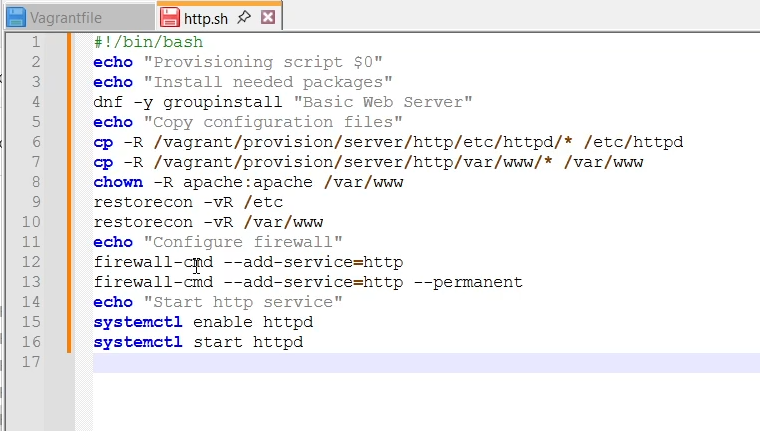 Vagrantfile
http.sh
1 #!/bin/bash
2 echo "Provisioning script $0"
3 echo "Install needed packages"
4 dnf -y groupinstall "Basic Web Server"
5 echo "Copy configuration files"
6 cp -R /vagrant/provision/server/http/etc/httpd/* /etc/httpd
7 cp -R /vagrant/provision/server/http/var/www/* /var/www
8 chown -R apache:apache /var/www
9 restorecon -vR /etc
10 restorecon -vR /var/www
11 echo "Configure firewall"
12 firewall-cmd --add-service=http
13 firewall-cmd --add-service=http --permanent
14 echo "Start http service"
15 systemctl enable httpd
16 systemctl start httpd
17